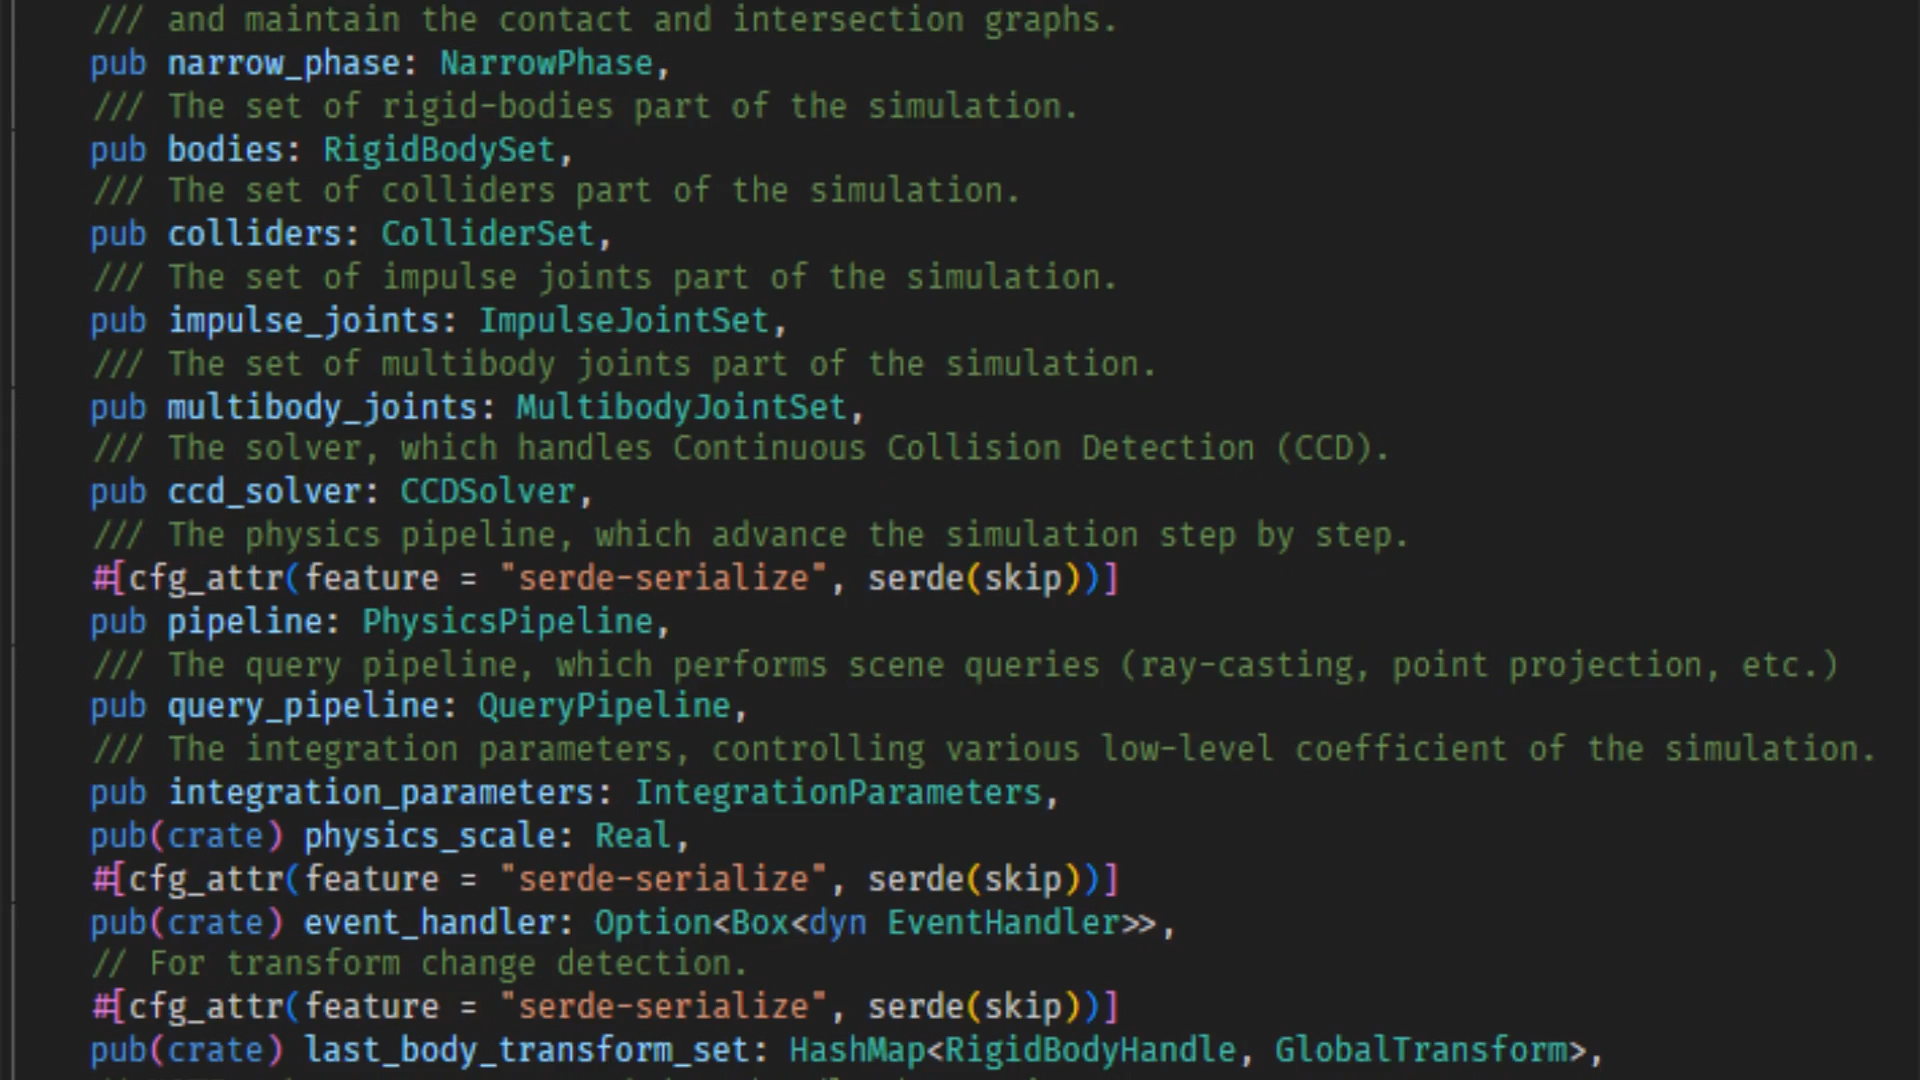 /// and maintain the contact and intersection graphs.
pub narrow_phase: NarrowPhase,
/// The set of rigid-bodies part of the simulation.
pub bodies: RigidBodySet,
/// The set of colliders part of the simulation.
pub colliders: ColliderSet,
/// The set of impulse joints part of the simulation.
pub impulse_joints: ImpulseJointSet,
/// The set of multibody joints part of the simulation.
pub multibody_joints: MultibodyJointSet,
/// The solver, which handles Continuous Collision Detection (CCD).
pub ccd_solver: CCDSolver,
/// The physics pipeline, which advance the simulation step by step.
#[cfg_attr(feature = "serde-serialize", serde(skip))]
pub pipeline: PhysicsPipeline,
/// The query pipeline, which performs scene queries (ray-casting, point projection, etc.)
pub query_pipeline: QueryPipeline,
/// The integration parameters, controlling various low-level coefficient of the simulation.
pub integration_parameters: IntegrationParameters,
pub(crate) physics_scale: Real,
#[cfg_attr(feature = "serde-serialize", serde(skip))]
pub(crate) event_handler: Option<Box<dyn EventHandler>>,
// For transform change detection.
#[cfg_attr(feature = "serde-serialize", serde(skip))]
pub(crate) last_body_transform_set: HashMap<RigidBodyHandle, GlobalTransform>,